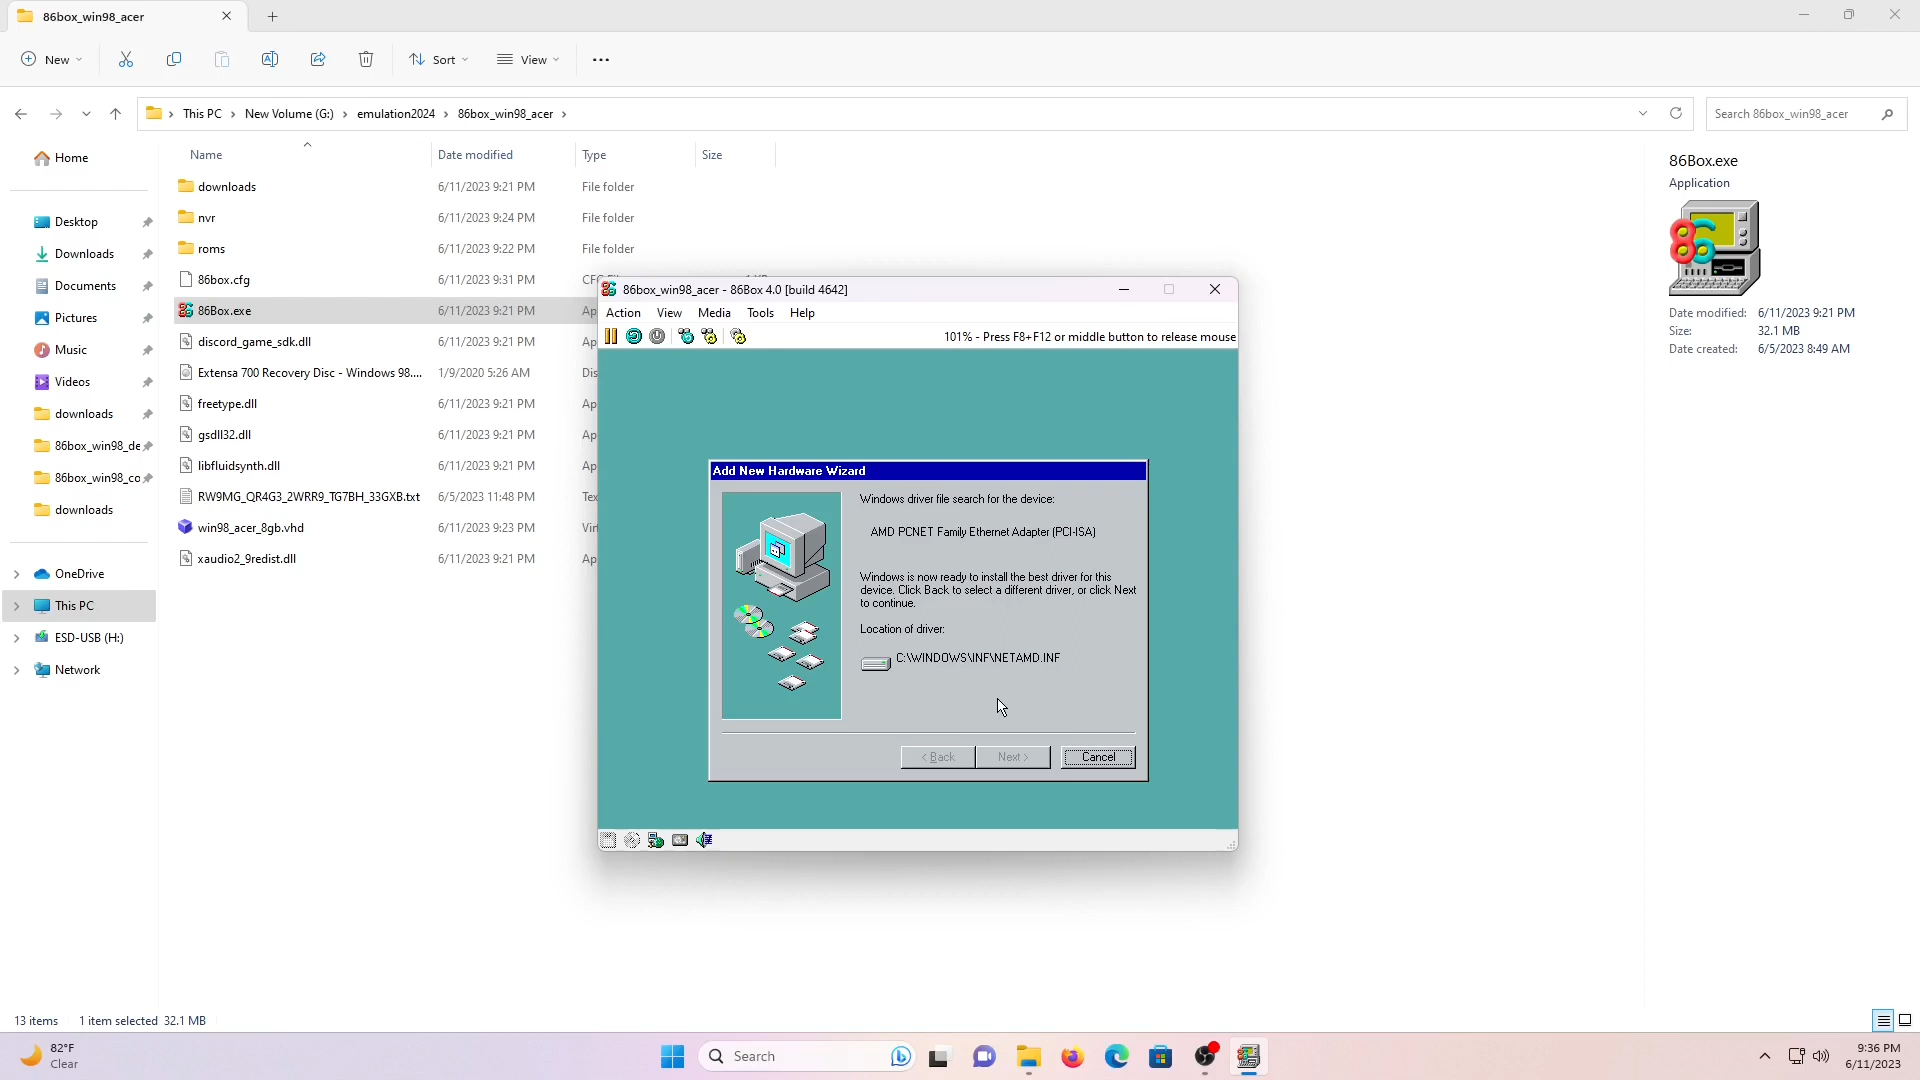 86box_win98_acer
New
Sort
View
This PC
New Volume (G:)
emulation2024
86box_win98_acer
Search 86box_win98_acer
Home
Desktop
Downloads
Documents
Pictures
Music
Videos
downloads
86box_win98_de
86box_win98_co
downloads
OneDrive
This PC
ESD-USB (H:)
Network
Name Date modified Type Size
downloads 6/11/2023 9:21 PM File folder
nvr 6/11/2023 9:24 PM File folder
roms 6/11/2023 9:22 PM File folder
86box.cfg 6/11/2023 9:31 PM
86Box.exe 6/11/2023 9:21 PM Ap
discord_game_sdk.dll 6/11/2023 9:21 PM Ap
Extensa 700 Recovery Disc - Windows 98.... 1/9/2020 5:26 AM Dis
freetype.dll 6/11/2023 9:21 PM Ap
gsdll32.dll 6/11/2023 9:21 PM Ap
libfluidsynth.dll 6/11/2023 9:21 PM Ap
RW9MG_QR4G3_2WRR9_TG7BH_33GXB.txt 6/5/2023 11:48 PM Tex
win98_acer_8gb.vhd 6/11/2023 9:23 PM Vir
xaudio2_9redist.dll 6/11/2023 9:21 PM Ap
86box_win98_acer - 86Box 4.0 [build 4642]
Action View Media Tools Help
101% - Press F8+F12 or middle button to release mouse
Add New Hardware Wizard
Windows driver file search for the device:
AMD PCNET Family Ethernet Adapter (PCI-ISA)
Windows is now ready to install the best driver for this
device. Click Back to select a different driver, or click Next
to continue.
Location of driver:
C:\WINDOWS\INF\NETAMD.INF
< Back
Next >
Cancel
86Box.exe
Application
86
Date modified: 6/11/2023 9:21 PM
Size: 32.1 MB
Date created: 6/5/2023 8:49 AM
13 items 1 item selected 32.1 MB
82°F
Clear
Search
9:36 PM
6/11/2023